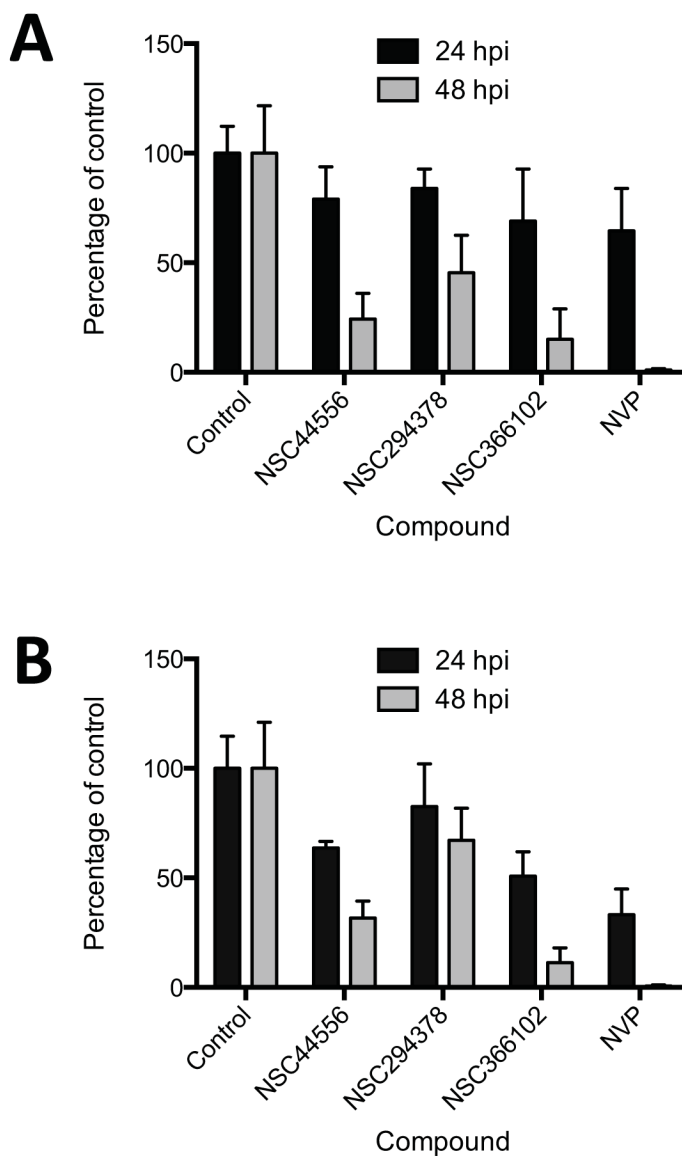 A
150
100
50
0
Percentage of control
24 hpi
48 hpi
Control
NSC44556
NSC294378
NSC366102
NVP
Compound
B
150
100
50
0
Percentage of control
24 hpi
48 hpi
Control
NSC44556
NSC294378
NSC366102
NVP
Compound